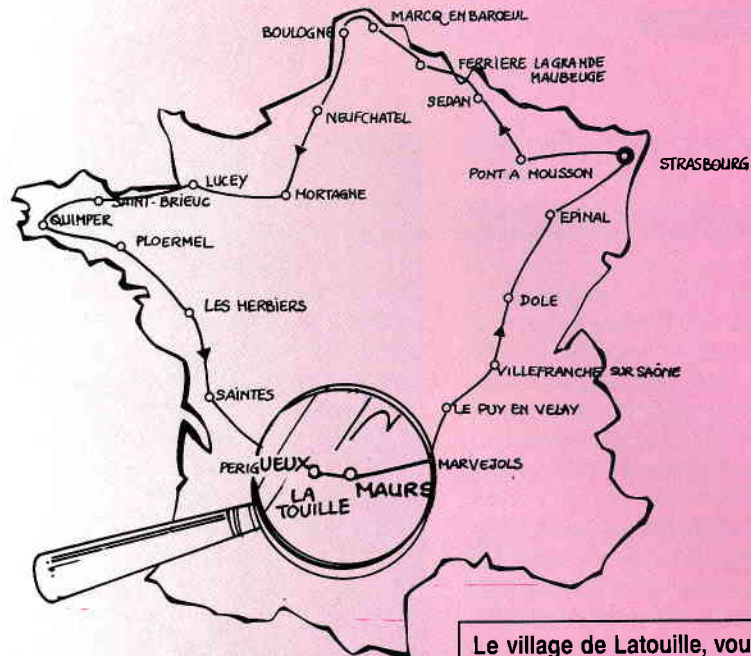 MARCQ EN BAROEUL
BOULOGNE
FERRIERE LA GRANDE
MAUBEUGE
SEDAN
NEUFCHATEL
STRASBOURG
PONT A MOUSSON
LUCEY
MORTAGNE
SAINT-BRIEUC
QUIMPER
EPINAL
PLOERMEL
DOLE
LES HERBIERS
VILLEFRANCHE SUR SAÔNE
SAINTES
LE PUY EN VELAY
PERIGUEUX
MARVEJOLS
MAURS
LA
TOUILLE
Le village de Latouille, vou